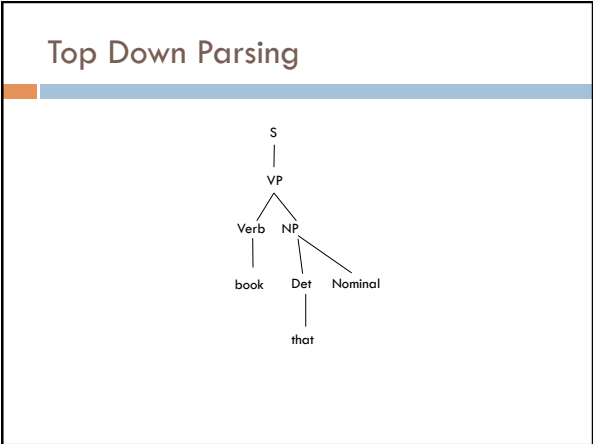 Top Down Parsing
S
VP
Verb NP
book Det Nominal
that